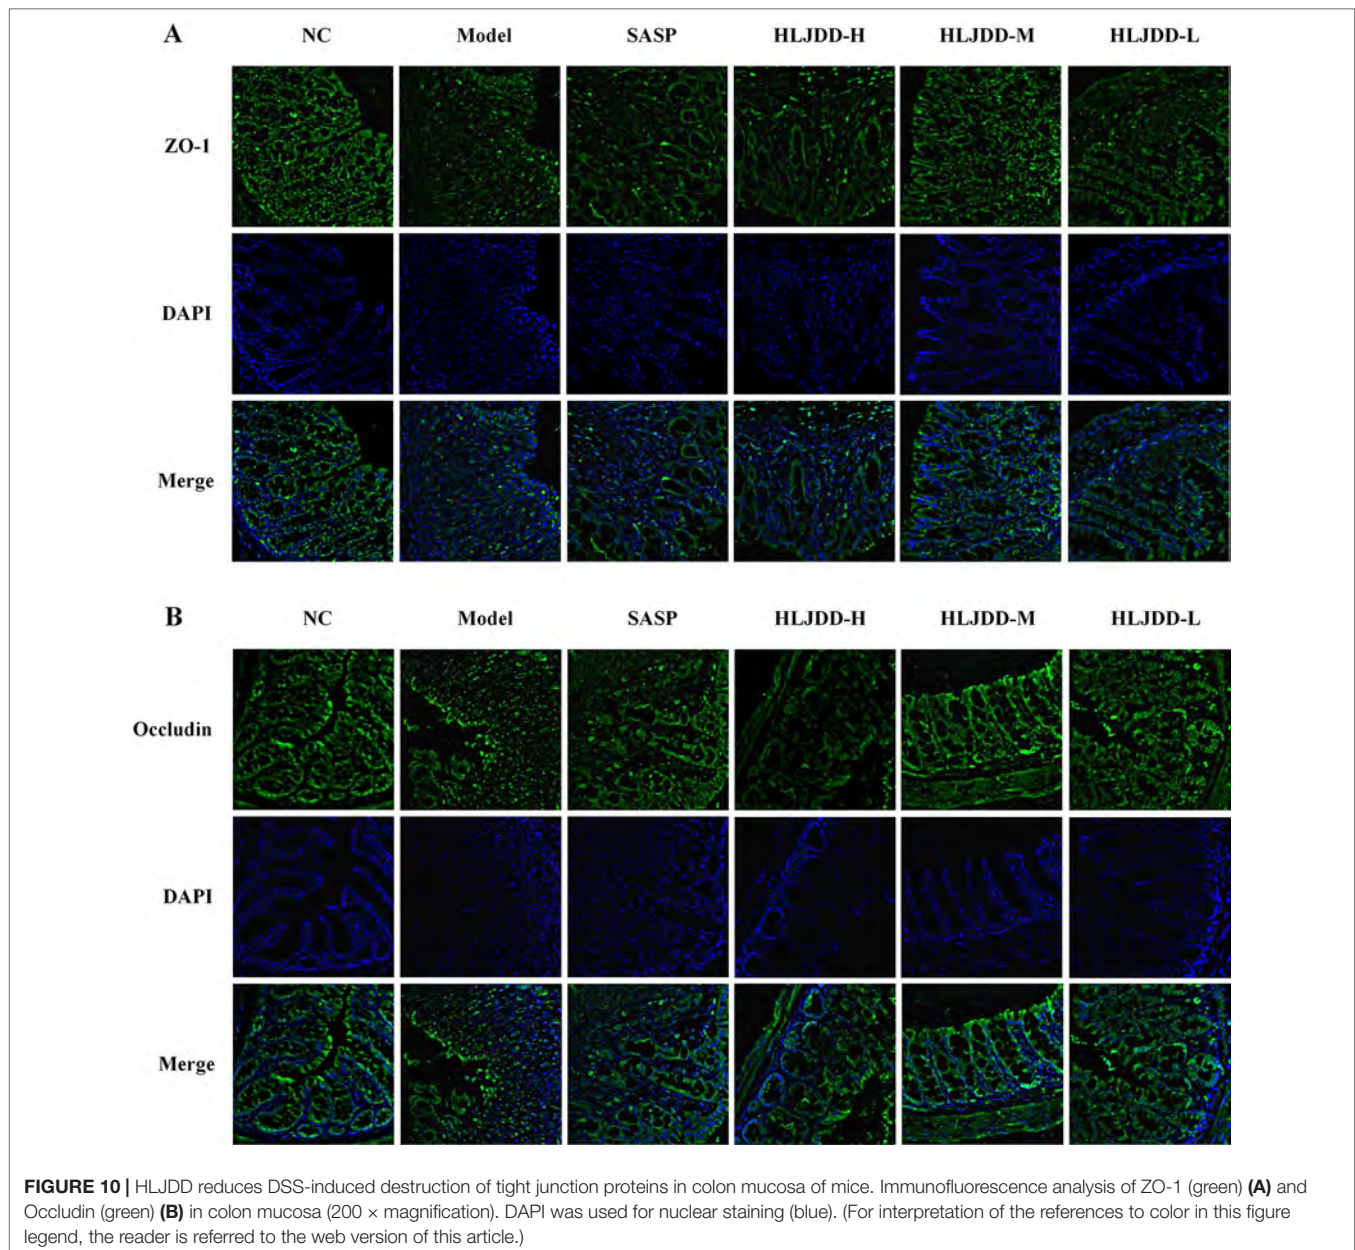 A NC Model SASP HLJDD-H HLJDD-M HLJDD-L
ZO-1
DAPI
Merge
B NC Model SASP HLJDD-H HLJDD-M HLJDD-L
Occludin
DAPI
Merge
FIGURE 10 | HLJDD reduces DSS-induced destruction of tight junction proteins in colon mucosa of mice. Immunofluorescence analysis of ZO-1 (green) (A) and
Occludin (green) (B) in colon mucosa (200 × magnification). DAPI was used for nuclear staining (blue). (For interpretation of the references to color in this figure
legend, the reader is referred to the web version of this article.)